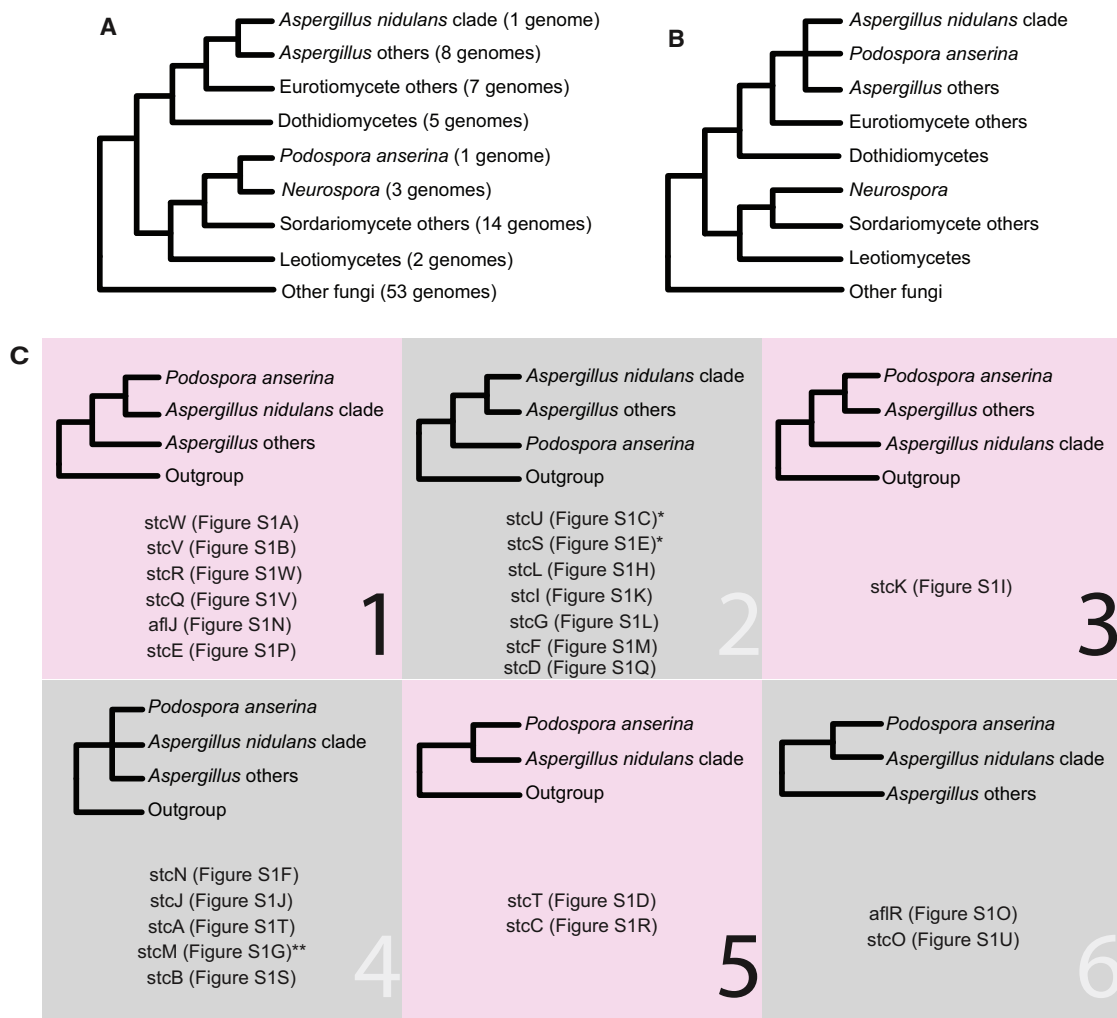 A
Aspergillus nidulans clade (1 genome)
Aspergillus others (8 genomes)
Eurotiomycete others (7 genomes)
Dothidiomycetes (5 genomes)
Podospora anserina (1 genome)
Neurospora (3 genomes)
Sordariomycete others (14 genomes)
Leotiomycetes (2 genomes)
Other fungi (53 genomes)
B
Aspergillus nidulans clade
Podospora anserina
Aspergillus others
Eurotiomycete others
Dothidiomycetes
Neurospora
Sordariomycete others
Leotiomycetes
Other fungi
C
Podospora anserina
Aspergillus nidulans clade
Aspergillus others
Outgroup
stcW (Figure S1A)
stcV (Figure S1B)
stcR (Figure S1W)
stcQ (Figure S1V)
aflJ (Figure S1N)
stcE (Figure S1P)
1
Aspergillus nidulans clade
Aspergillus others
Podospora anserina
Outgroup
stcU (Figure S1C)*
stcS (Figure S1E)*
stcL (Figure S1H)
stcI (Figure S1K)
stcG (Figure S1L)
stcF (Figure S1M)
stcD (Figure S1Q)
2
Podospora anserina
Aspergillus others
Aspergillus nidulans clade
Outgroup
stcK (Figure S1I)
3
Podospora anserina
Aspergillus nidulans clade
Aspergillus others
Outgroup
stcN (Figure S1F)
stcJ (Figure S1J)
stcA (Figure S1T)
stcM (Figure S1G)**
stcB (Figure S1S)
4
Podospora anserina
Aspergillus nidulans clade
Outgroup
stcT (Figure S1D)
stcC (Figure S1R)
5
Podospora anserina
Aspergillus nidulans clade
Aspergillus others
aflR (Figure S1O)
stcO (Figure S1U)
6